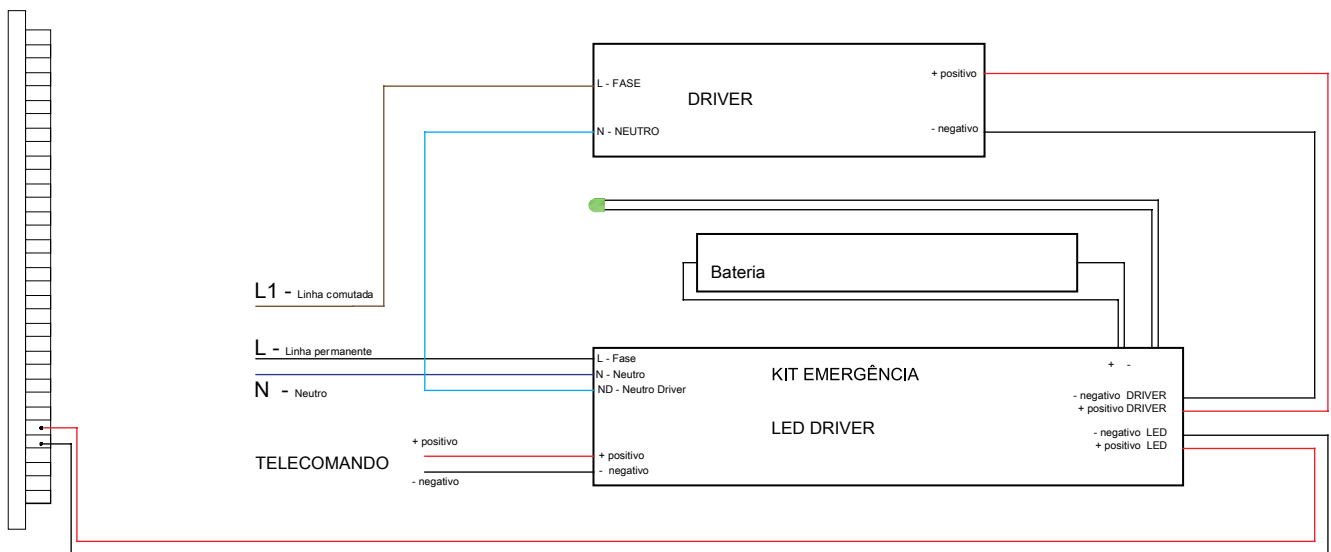 L - FASE
DRIVER
+ positivo
N - NEUTRO
- negativo
Bateria
L1 - Linha comutada
L - Linha permanente
N - Neutro
L - Fase
N - Neutro
ND - Neutro Driver
KIT EMERGÊNCIA
LED DRIVER
+ -
- negativo DRIVER
+ positivo DRIVER
- negativo LED
+ positivo LED
TELECOMANDO
+ positivo
- negativo
+ positivo
- negativo